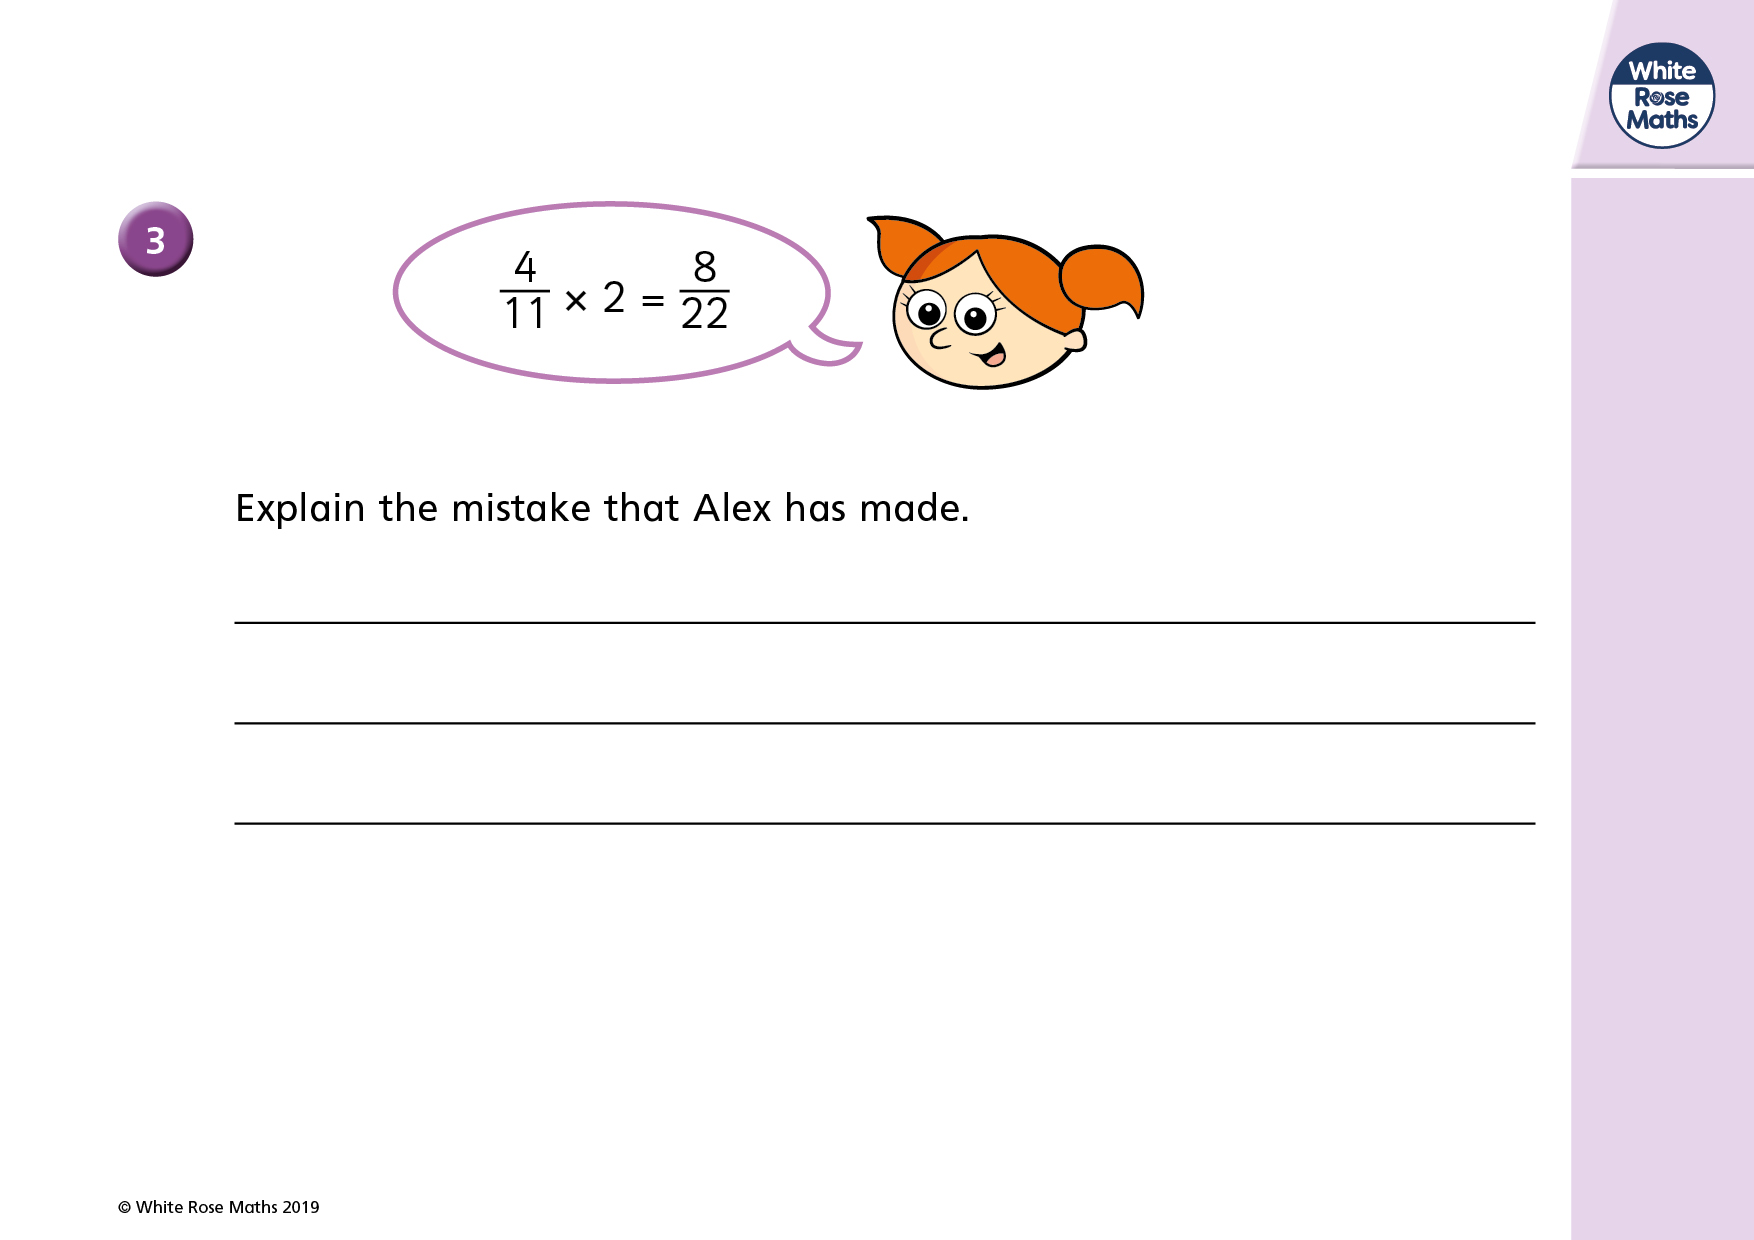 White
Rose
Maths
3
4/11 × 2 = 8/22
Explain the mistake that Alex has made.
© White Rose Maths 2019